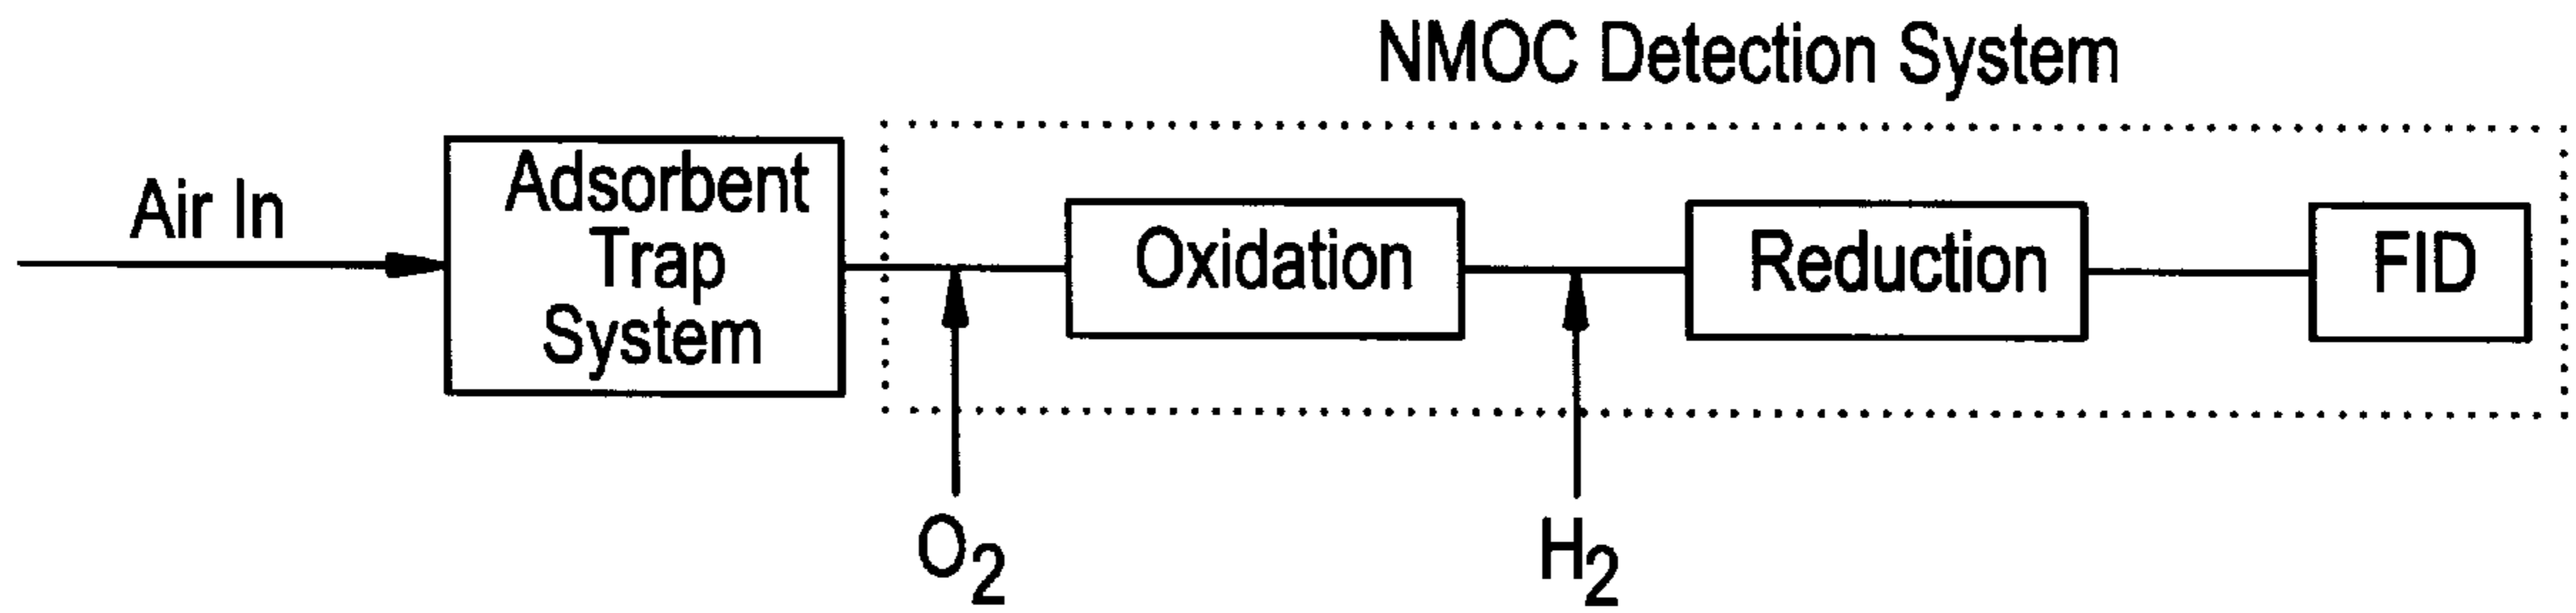 NMOC Detection System
Air In
Adsorbent
Trap
System
Oxidation
Reduction
FID
O2
H2